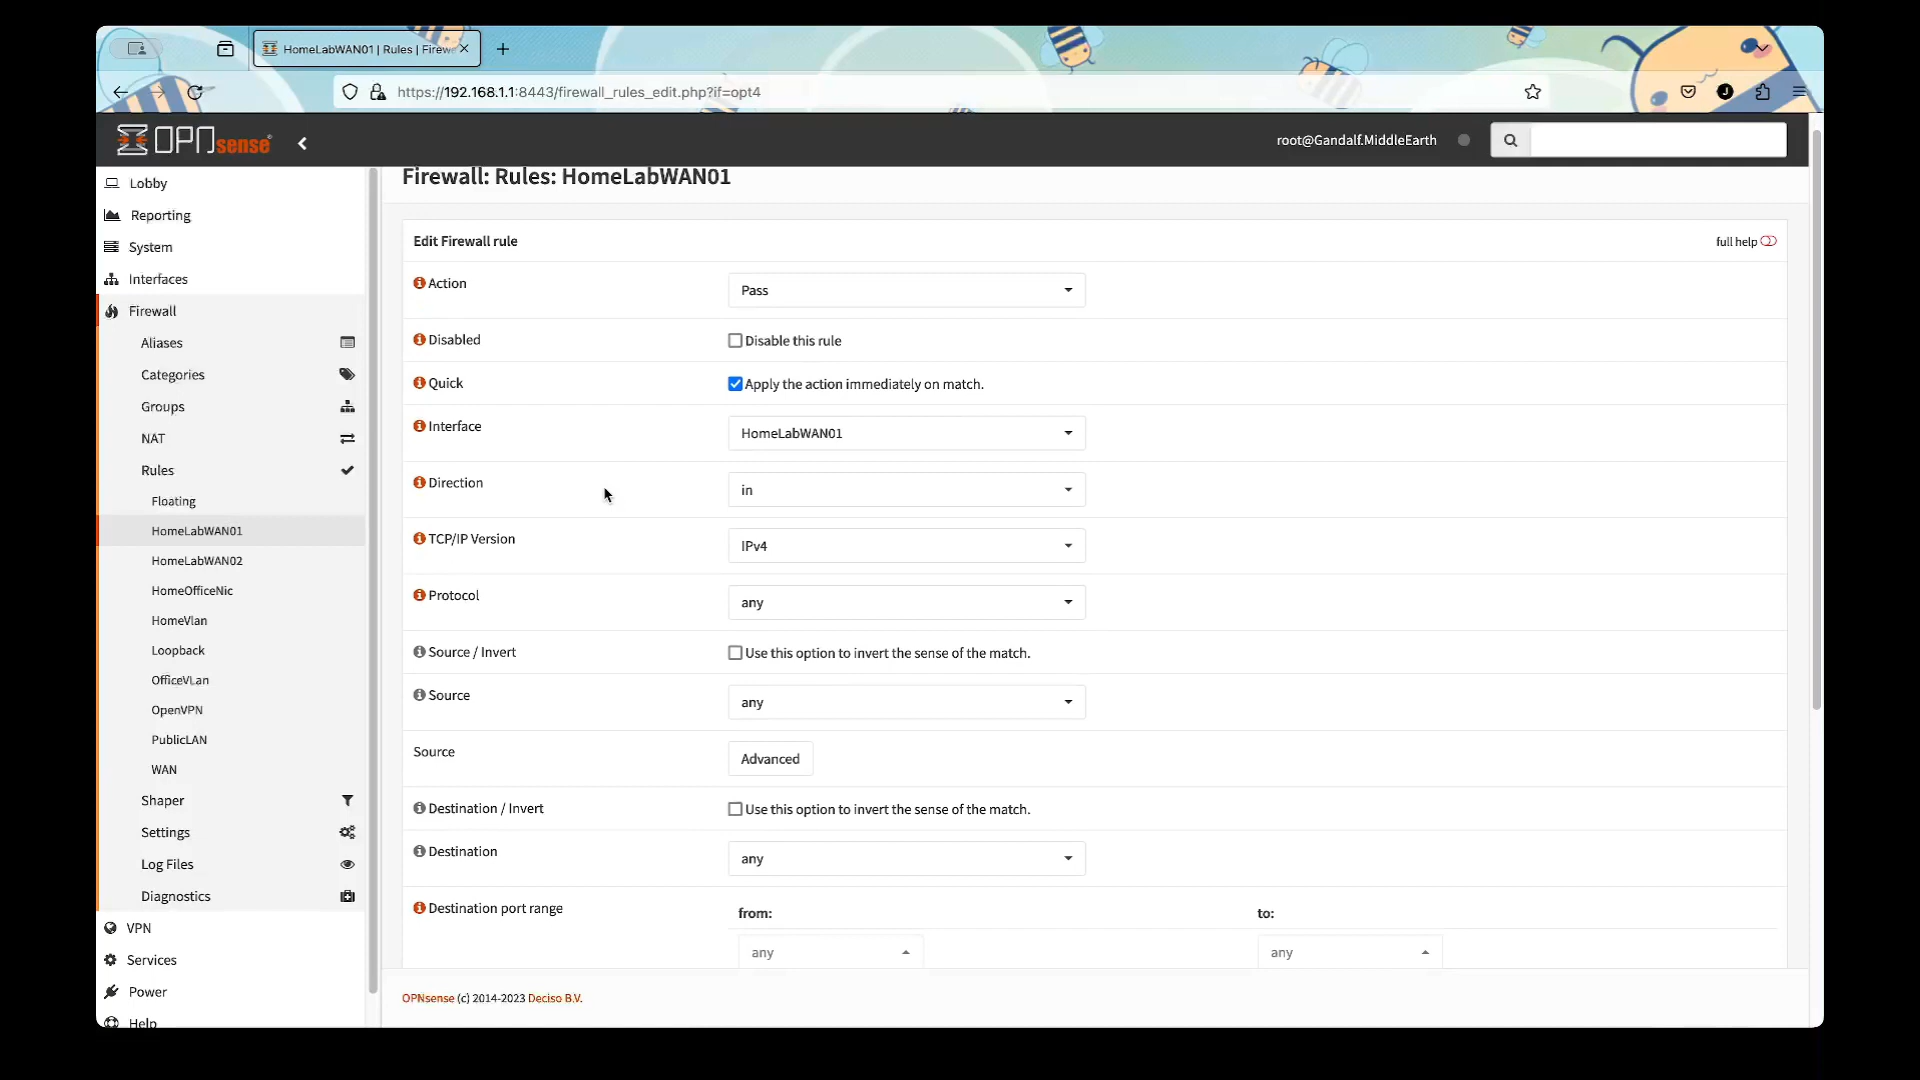 HomeLabWAN01 | Rules | Firew
https://192.168.1.1:8443/firewall_rules_edit.php?if=opt4
OPNsense
root@Gandalf.MiddleEarth
Lobby
Reporting
System
Interfaces
Firewall
Aliases
Categories
Groups
NAT
Rules
Floating
HomeLabWAN01
HomeLabWAN02
HomeOfficeNic
HomeVlan
Loopback
OfficeVLan
OpenVPN
PublicLAN
WAN
Shaper
Settings
Log Files
Diagnostics
VPN
Services
Power
Help
Firewall: Rules: HomeLabWAN01
Edit Firewall rule
full help
Action
Pass
Disabled
Disable this rule
Quick
Apply the action immediately on match.
Interface
HomeLabWAN01
Direction
in
TCP/IP Version
IPv4
Protocol
any
Source / Invert
Use this option to invert the sense of the match.
Source
any
Source
Advanced
Destination / Invert
Use this option to invert the sense of the match.
Destination
any
Destination port range
from:
to:
any
any
OPNsense (c) 2014-2023 Deciso B.V.